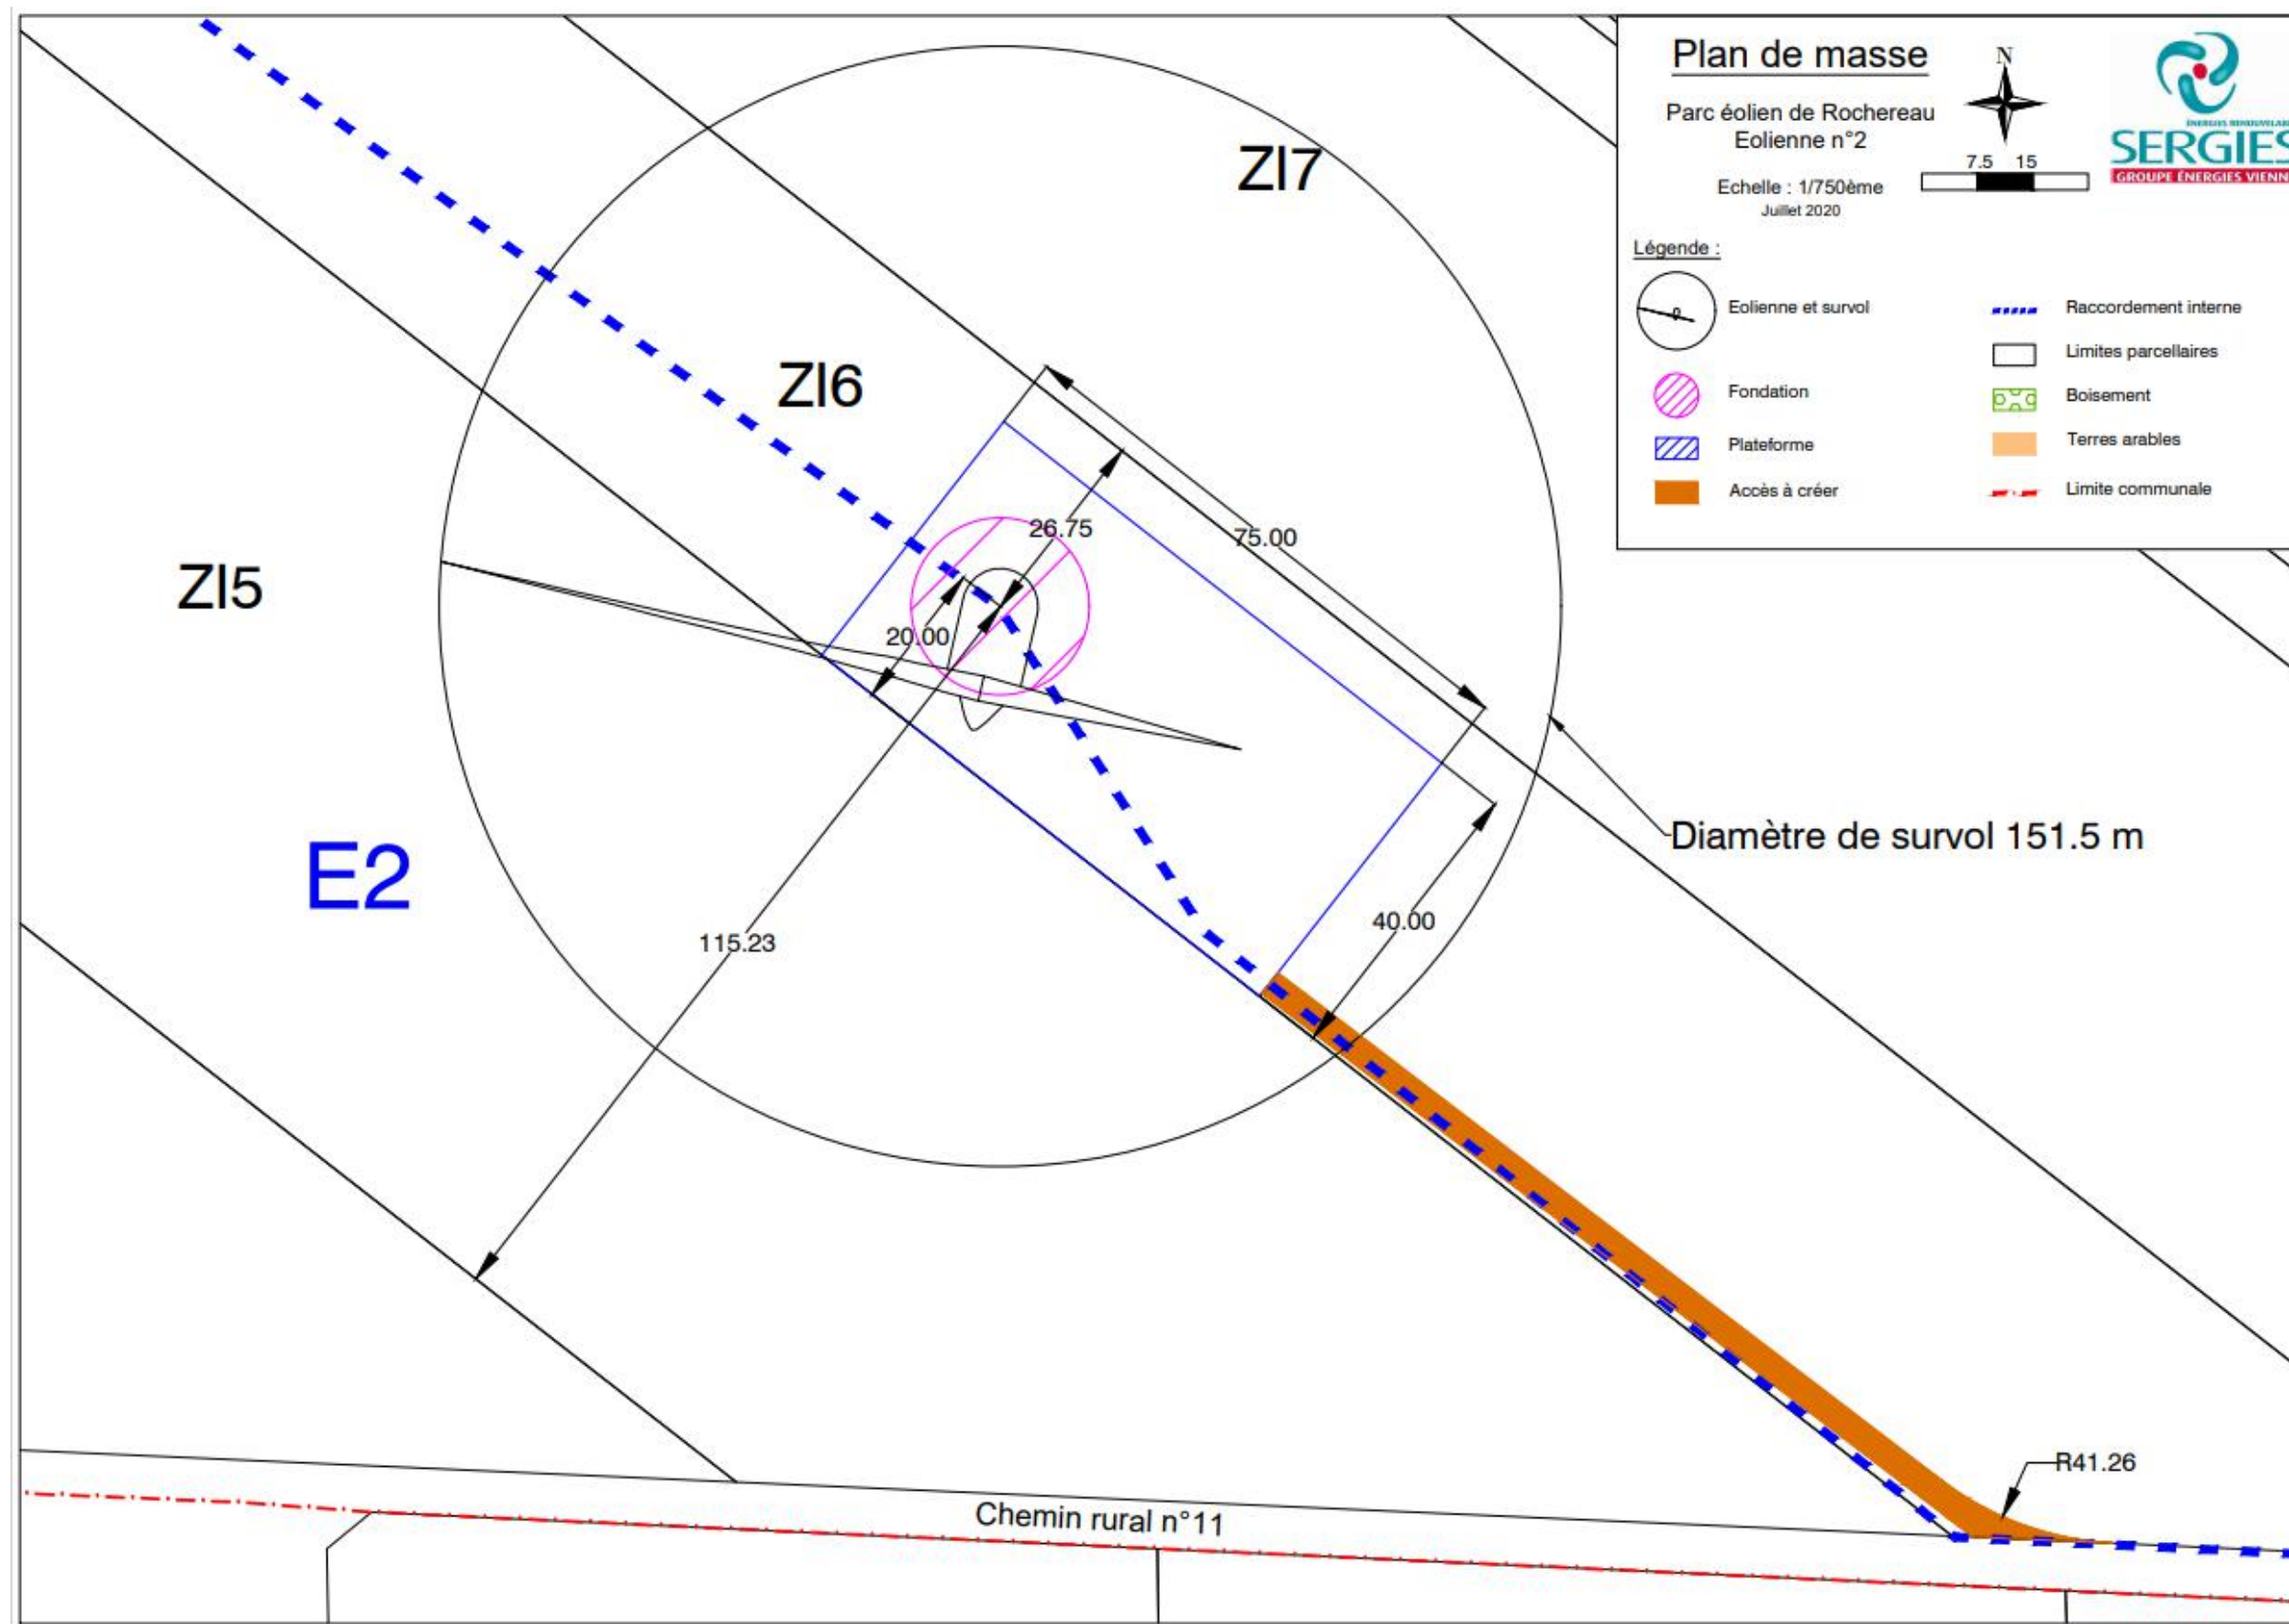 Plan de masse
N
Parc éolien de Rochereau
Eolienne n°2
7.5 15
Echelle : 1/750ème
Juillet 2020
SERGIES
GROUPE ÉNERGIES VIENN
Légende :
Eolienne et survol
Raccordement interne
Limites parcellaires
Fondation
Boisement
Plateforme
Terres arables
Accès à créer
Limite communale
ZI7
ZI6
ZI5
E2
26.75
75.00
20.00
40.00
115.23
Diamètre de survol 151.5 m
R41.26
Chemin rural n°11